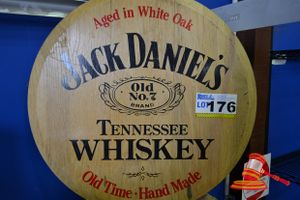 Aged in White Oak
JACK DANIEL'S
Old
No. 7
BRAND
LOT 176
TENNESSEE
WHISKEY
Old Time · Hand Made